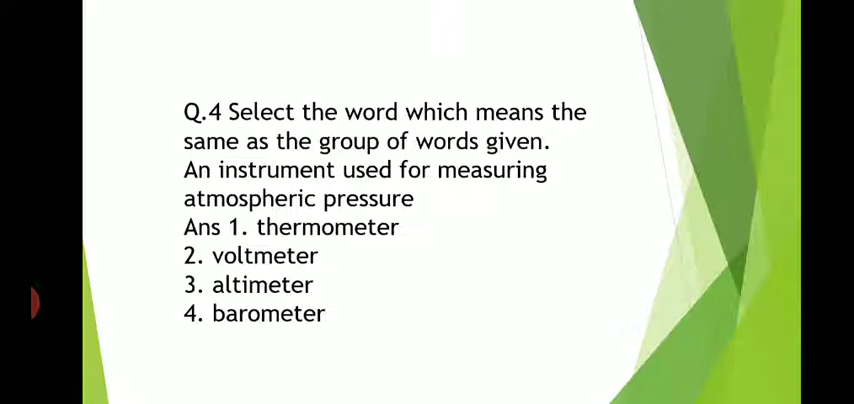 Q.4 Select the word which means the
same as the group of words given.
An instrument used for measuring
atmospheric pressure
Ans 1. thermometer
2. voltmeter
3. altimeter
4. barometer